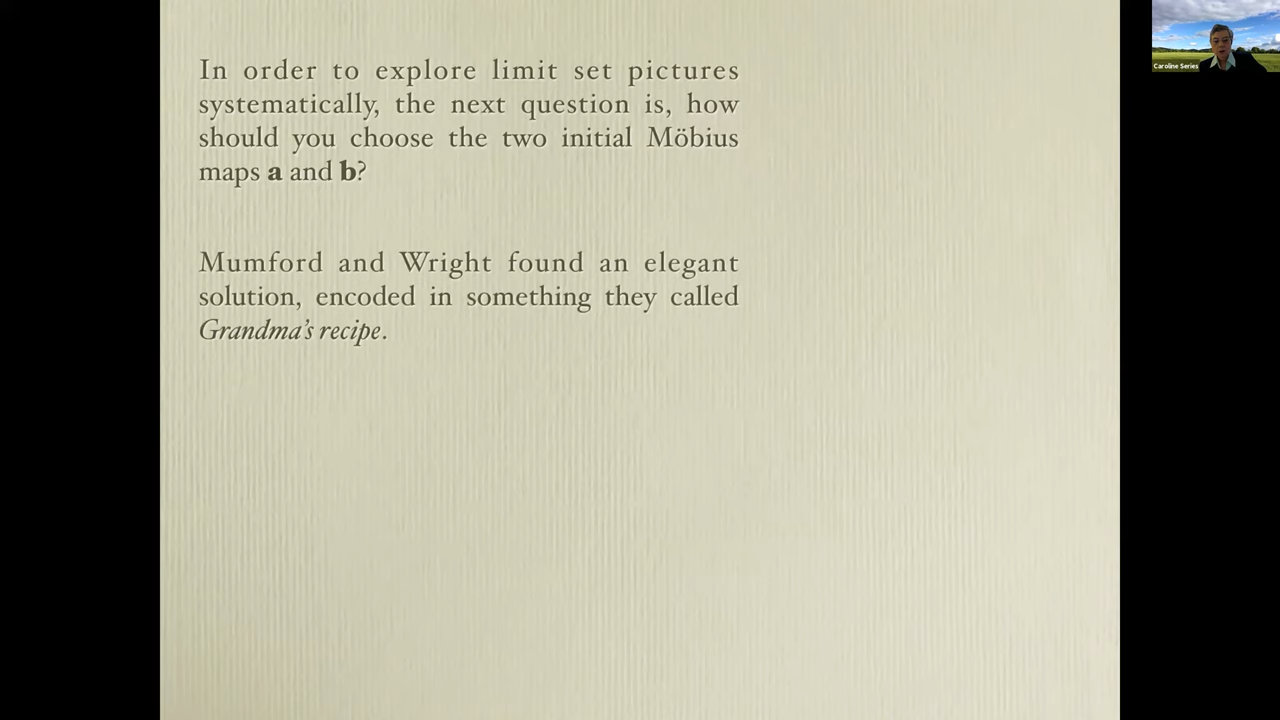 In order to explore limit set pictures
systematically, the next question is, how
should you choose the two initial Möbius
maps a and b?
Mumford and Wright found an elegant
solution, encoded in something they called
Grandma's recipe.
Caroline Series